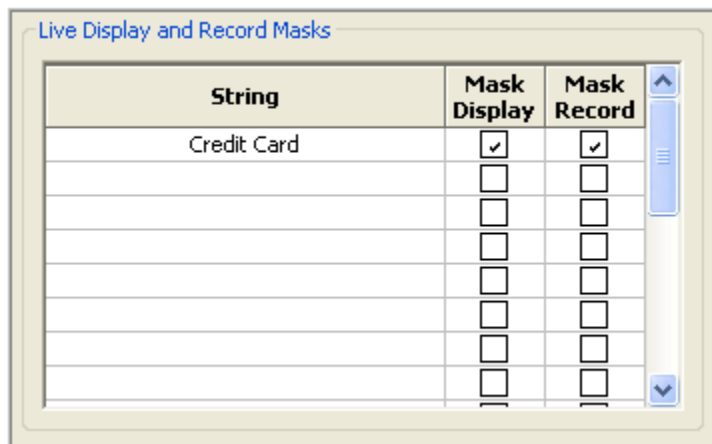 Live Display and Record Masks
String
Mask Display
Mask Record
Credit Card